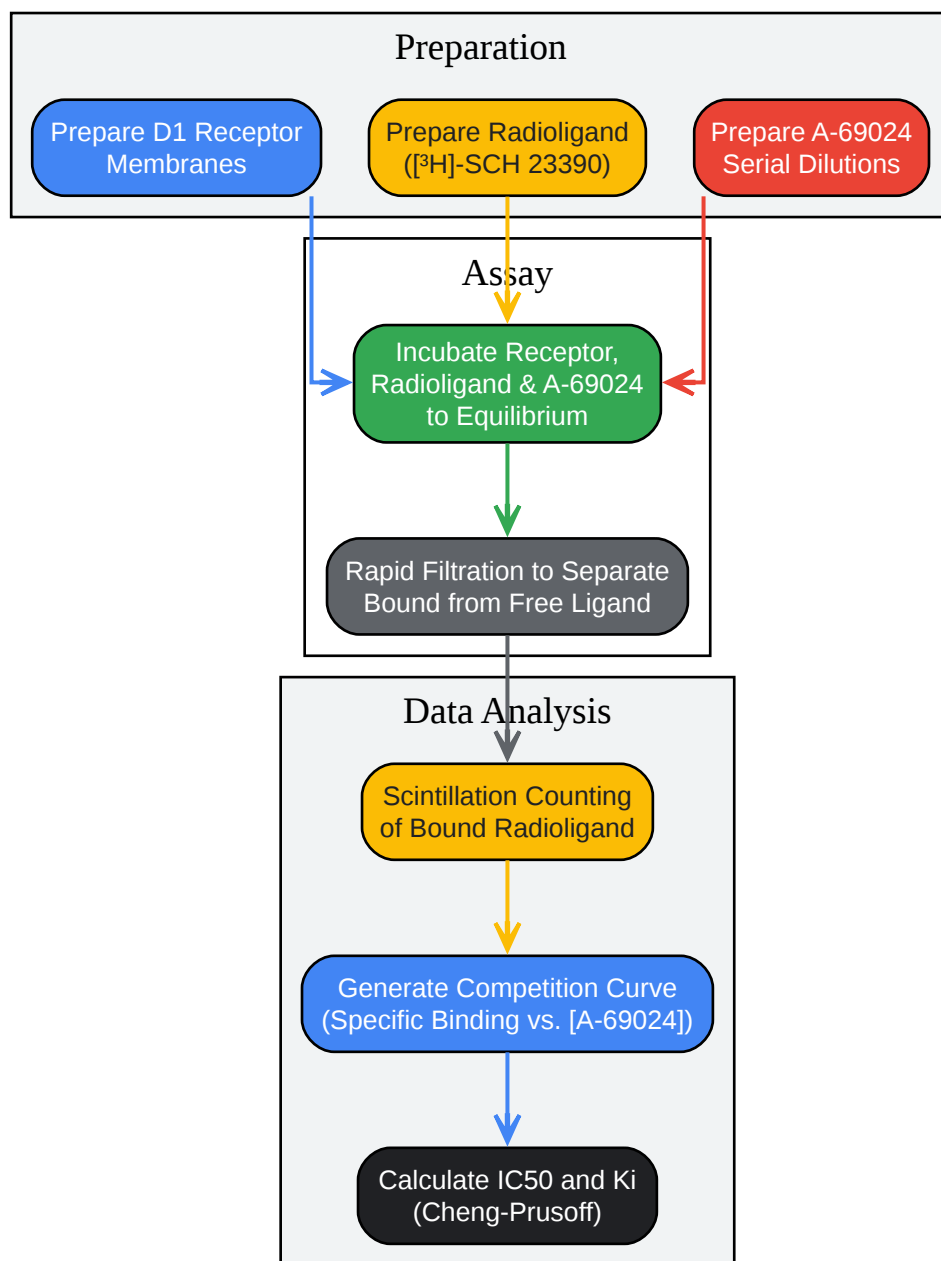 Preparation
Prepare D1 Receptor
Membranes
Prepare Radioligand
([³H]-SCH 23390)
Prepare A-69024
Serial Dilutions
Assay
Incubate Receptor,
Radioligand & A-69024
to Equilibrium
Rapid Filtration to Separate
Bound from Free Ligand
Data Analysis
Scintillation Counting
of Bound Radioligand
Generate Competition Curve
(Specific Binding vs. [A-69024])
Calculate IC50 and Ki
(Cheng-Prusoff)